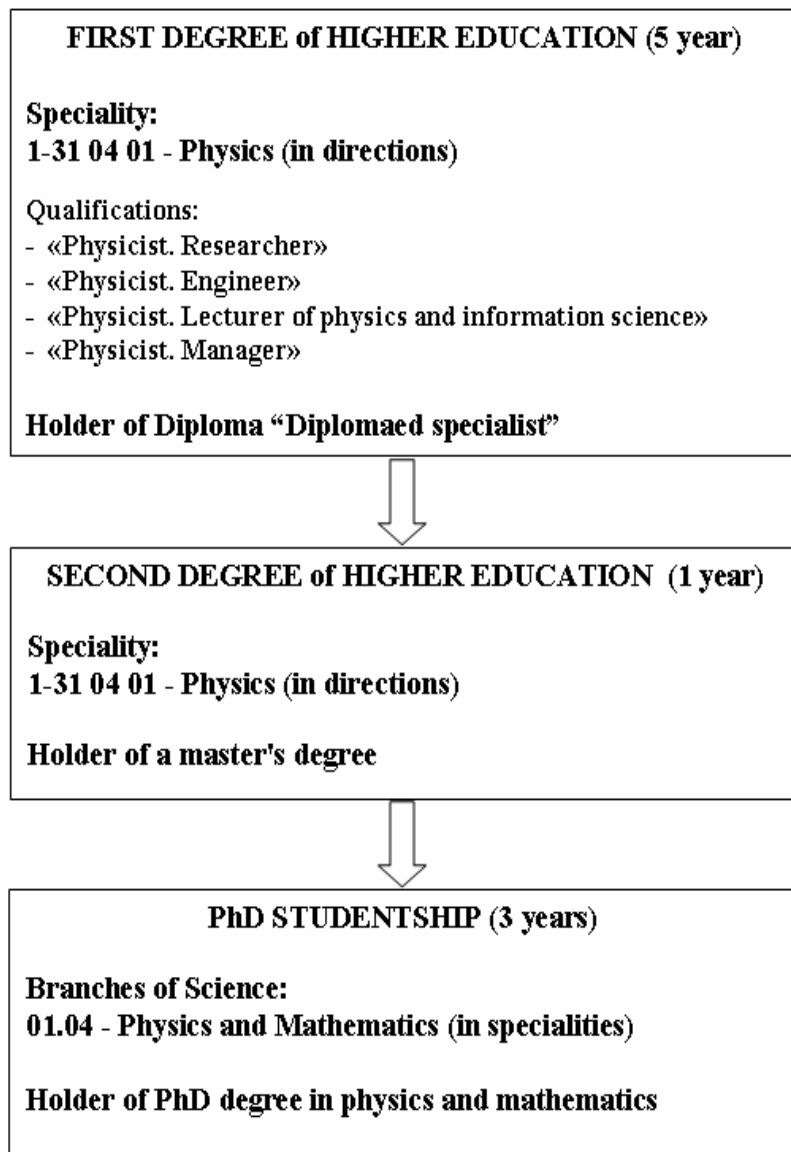 FIRST DEGREE of HIGHER EDUCATION (5 year)
Speciality:
1-31 04 01 - Physics (in directions)
Qualifications:
- «Physicist. Researcher»
- «Physicist. Engineer»
- «Physicist. Lecturer of physics and information science»
- «Physicist. Manager»
Holder of Diploma “Diplomaed specialist”
SECOND DEGREE of HIGHER EDUCATION (1 year)
Speciality:
1-31 04 01 - Physics (in directions)
Holder of a master's degree
PhD STUDENTSHIP (3 years)
Branches of Science:
01.04 - Physics and Mathematics (in specialities)
Holder of PhD degree in physics and mathematics